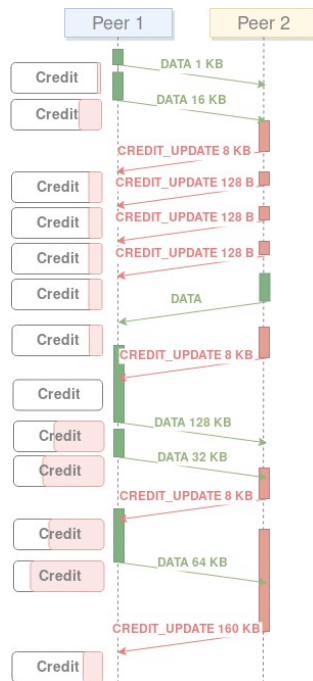 Peer 1
Peer 2
DATA 1 KB
Credit
DATA 16 KB
Credit
CREDIT_UPDATE 8 KB
Credit
CREDIT_UPDATE 128 B
Credit
CREDIT_UPDATE 128 B
Credit
CREDIT_UPDATE 128 B
Credit
DATA
Credit
CREDIT_UPDATE 8 KB
Credit
DATA 128 KB
Credit
DATA 32 KB
Credit
CREDIT_UPDATE 8 KB
Credit
DATA 64 KB
Credit
CREDIT_UPDATE 160 KB
Credit